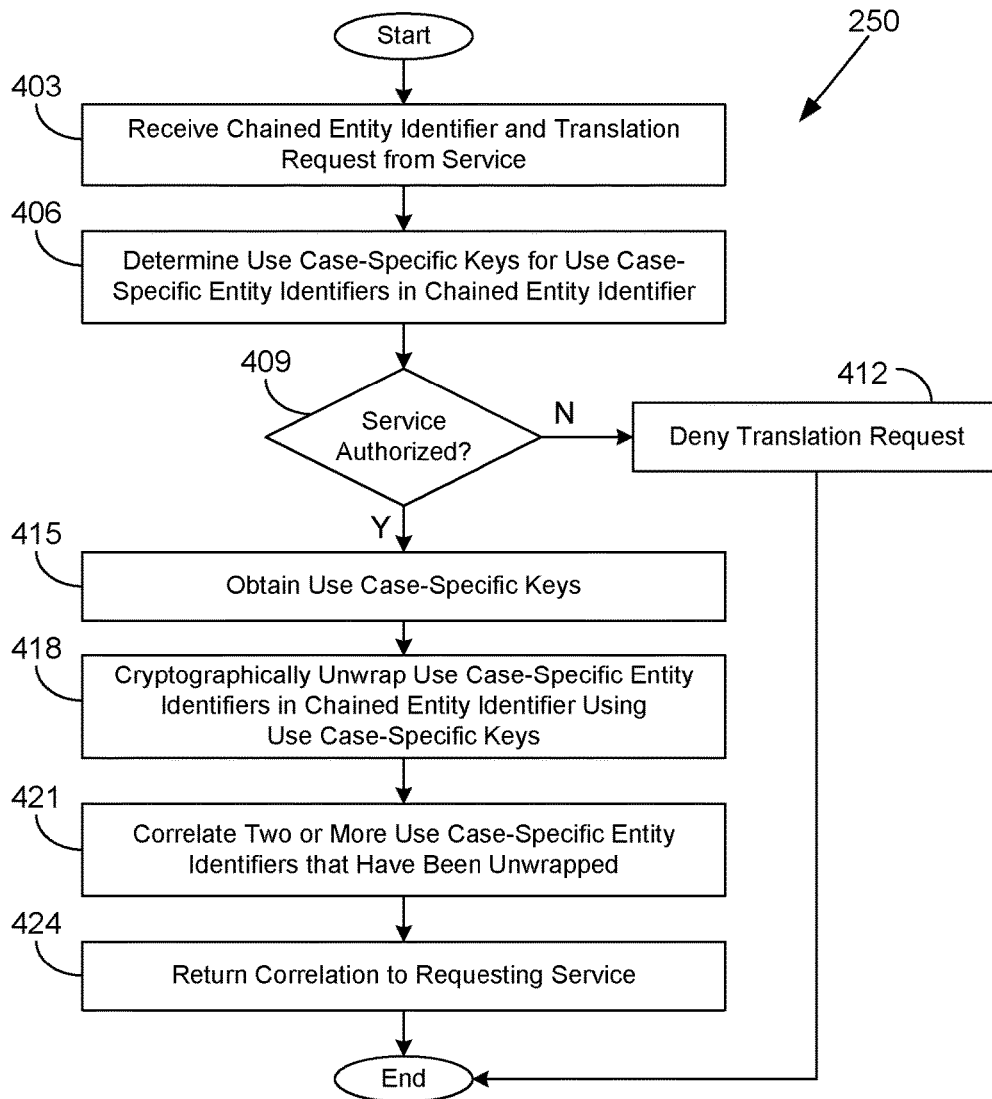 Start
250
403
Receive Chained Entity Identifier and Translation
Request from Service
406
Determine Use Case-Specific Keys for Use Case-
Specific Entity Identifiers in Chained Entity Identifier
409
Service
Authorized?
N
412
Deny Translation Request
Y
415
Obtain Use Case-Specific Keys
418
Cryptographically Unwrap Use Case-Specific Entity
Identifiers in Chained Entity Identifier Using
Use Case-Specific Keys
421
Correlate Two or More Use Case-Specific Entity
Identifiers that Have Been Unwrapped
424
Return Correlation to Requesting Service
End